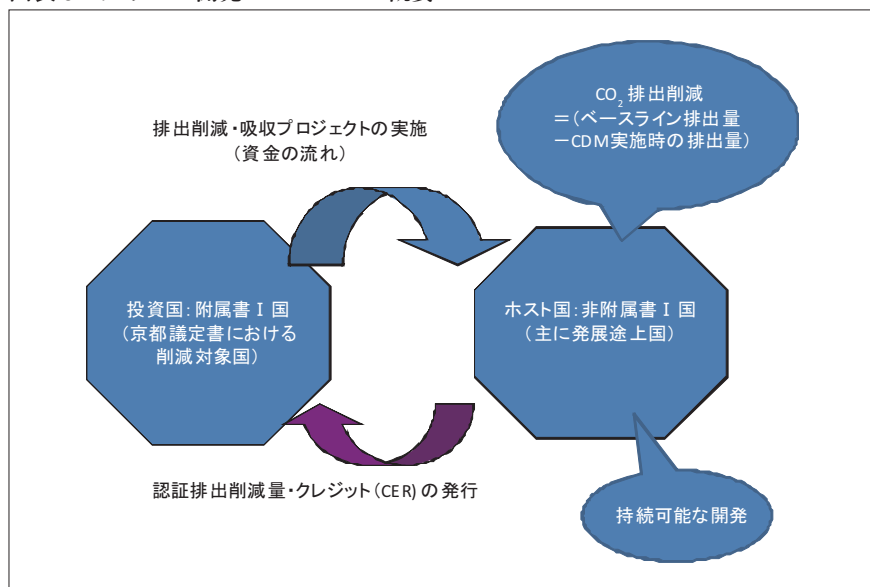 排出削減・吸収プロジェクトの実施
(資金の流れ)
CO2 排出削減
=(ベースライン排出量
-CDM実施時の排出量)
投資国:附属書 I 国
(京都議定書における
削減対象国)
ホスト国:非附属書 I 国
(主に発展途上国)
認証排出削減量・クレジット(CER)の発行
持続可能な開発